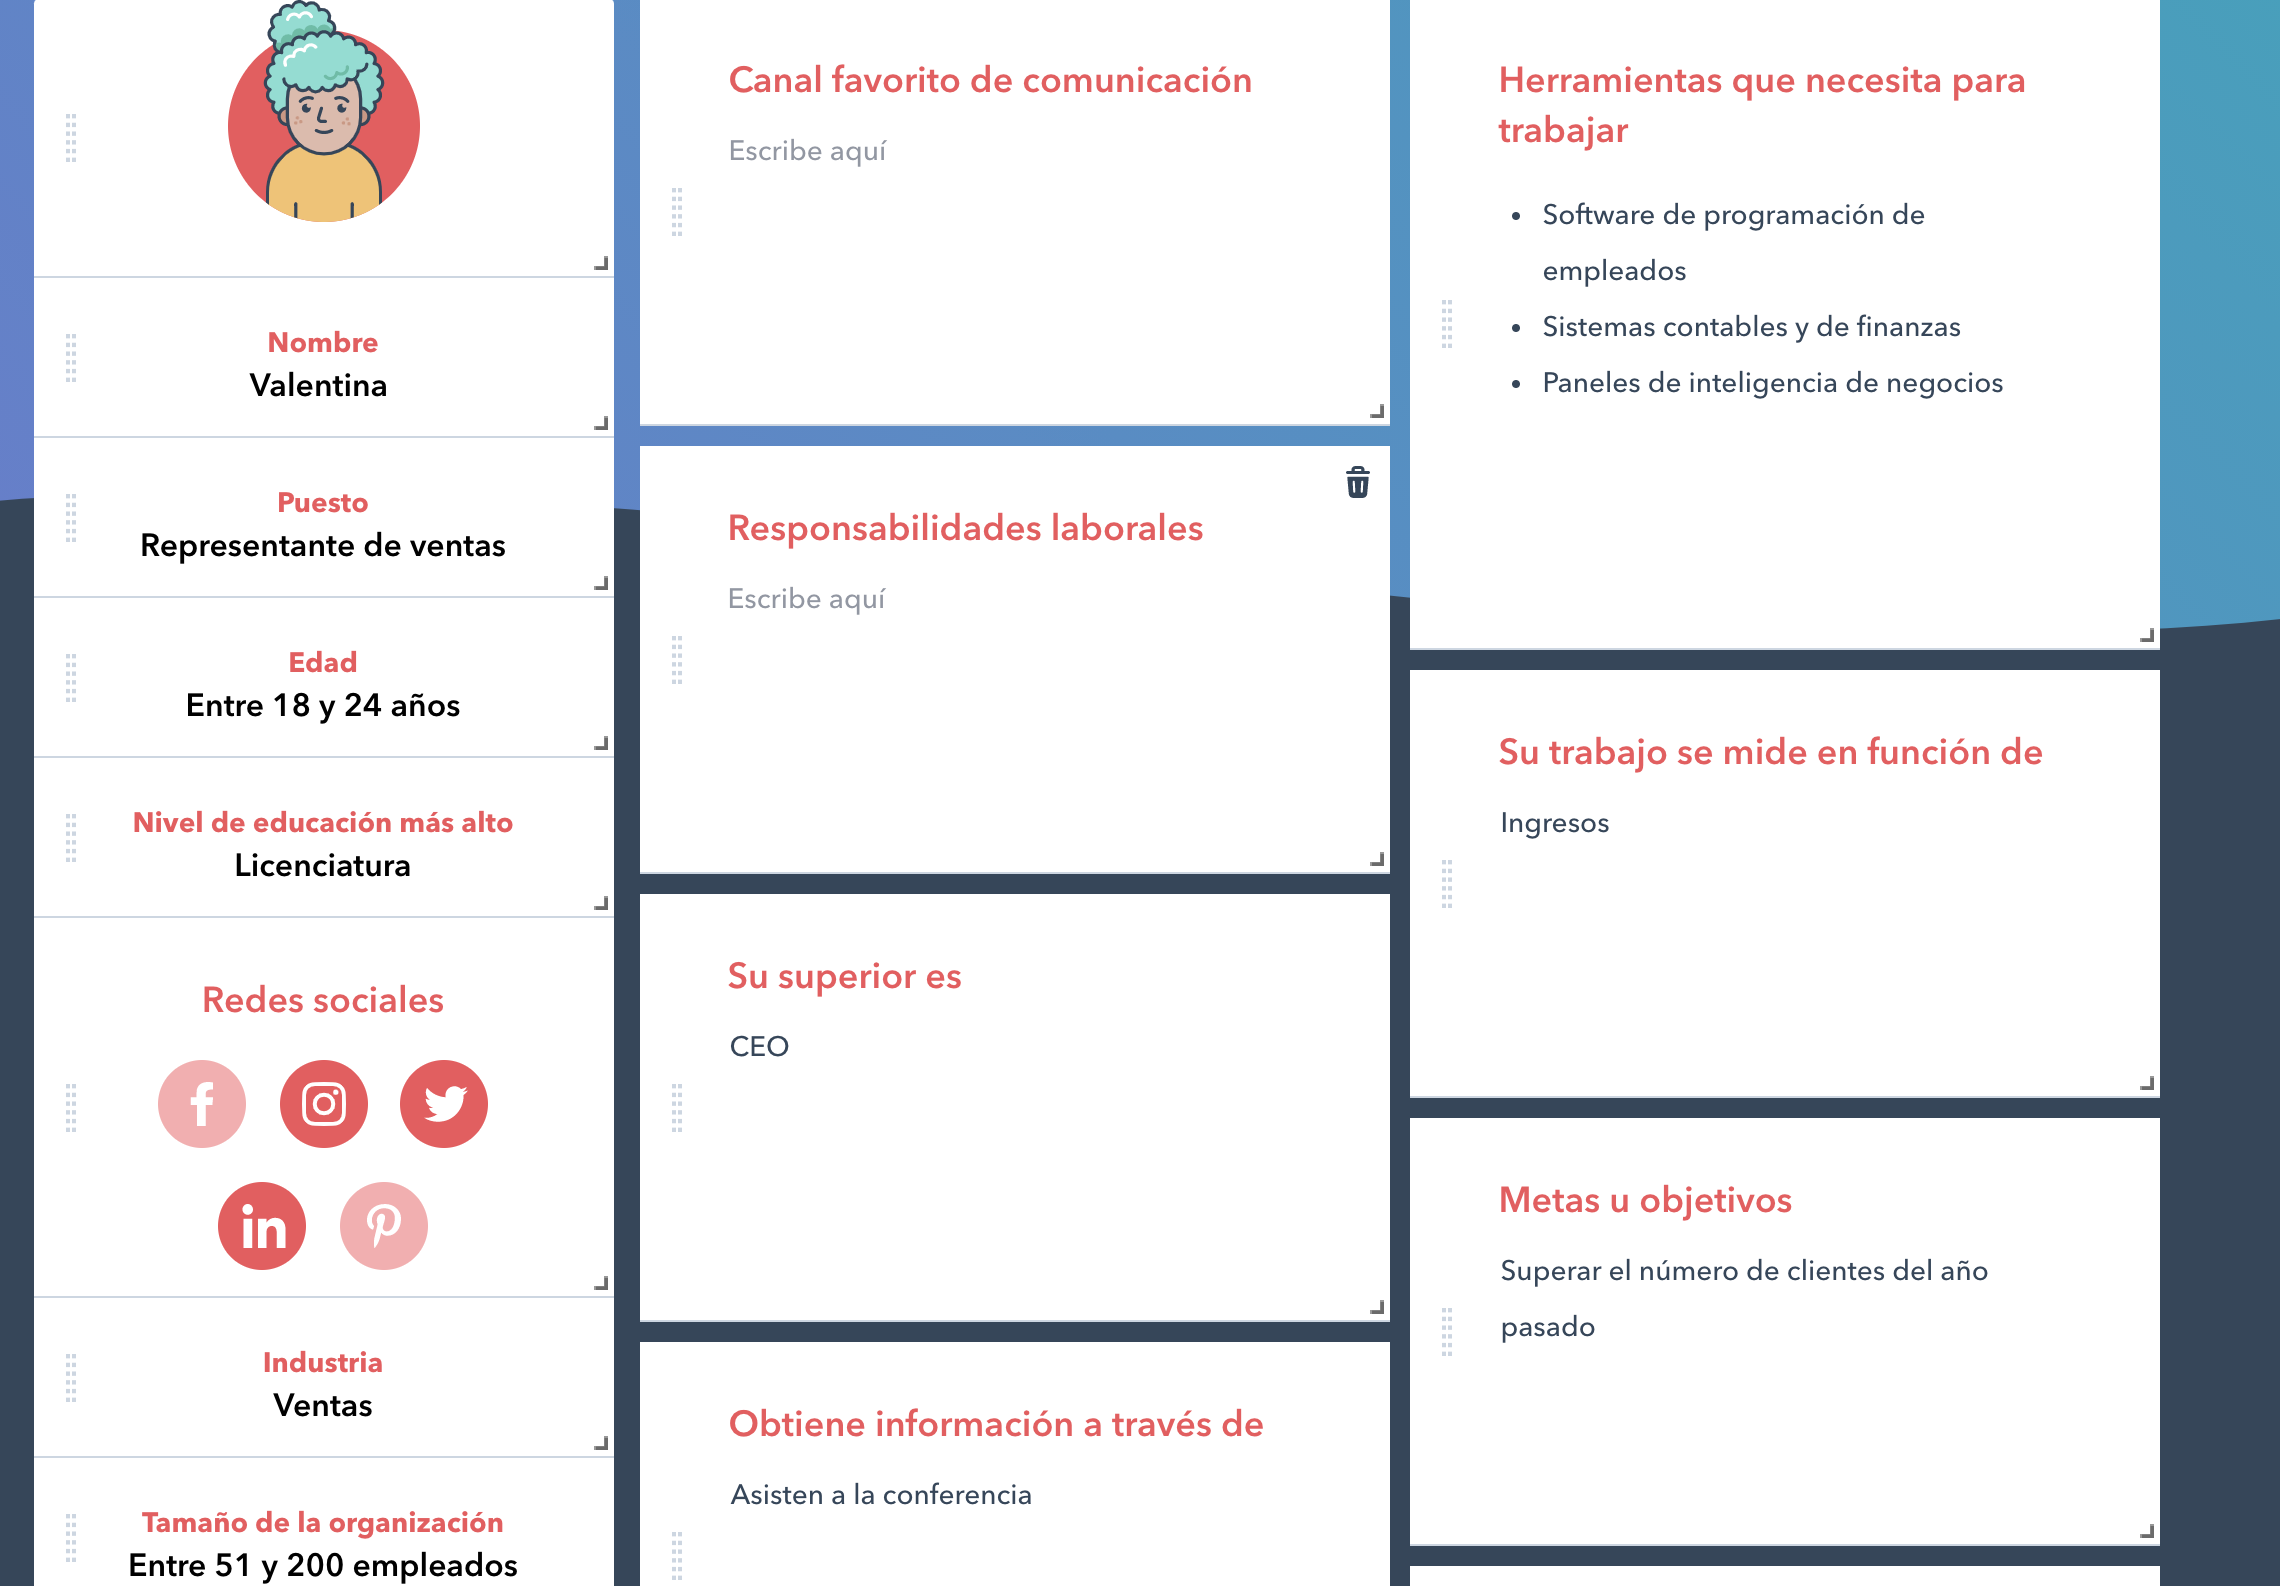 Nombre
Valentina
Puesto
Representante de ventas
Edad
Entre 18 y 24 años
Nivel de educación más alto
Licenciatura
Redes sociales
Industria
Ventas
Tamaño de la organización
Entre 51 y 200 empleados
Canal favorito de comunicación
Escribe aquí
Responsabilidades laborales
Escribe aquí
Su superior es
CEO
Obtiene información a través de
Asisten a la conferencia
Herramientas que necesita para
trabajar
• Software de programación de
empleados
• Sistemas contables y de finanzas
• Paneles de inteligencia de negocios
Su trabajo se mide en función de
Ingresos
Metas u objetivos
Superar el número de clientes del año
pasado